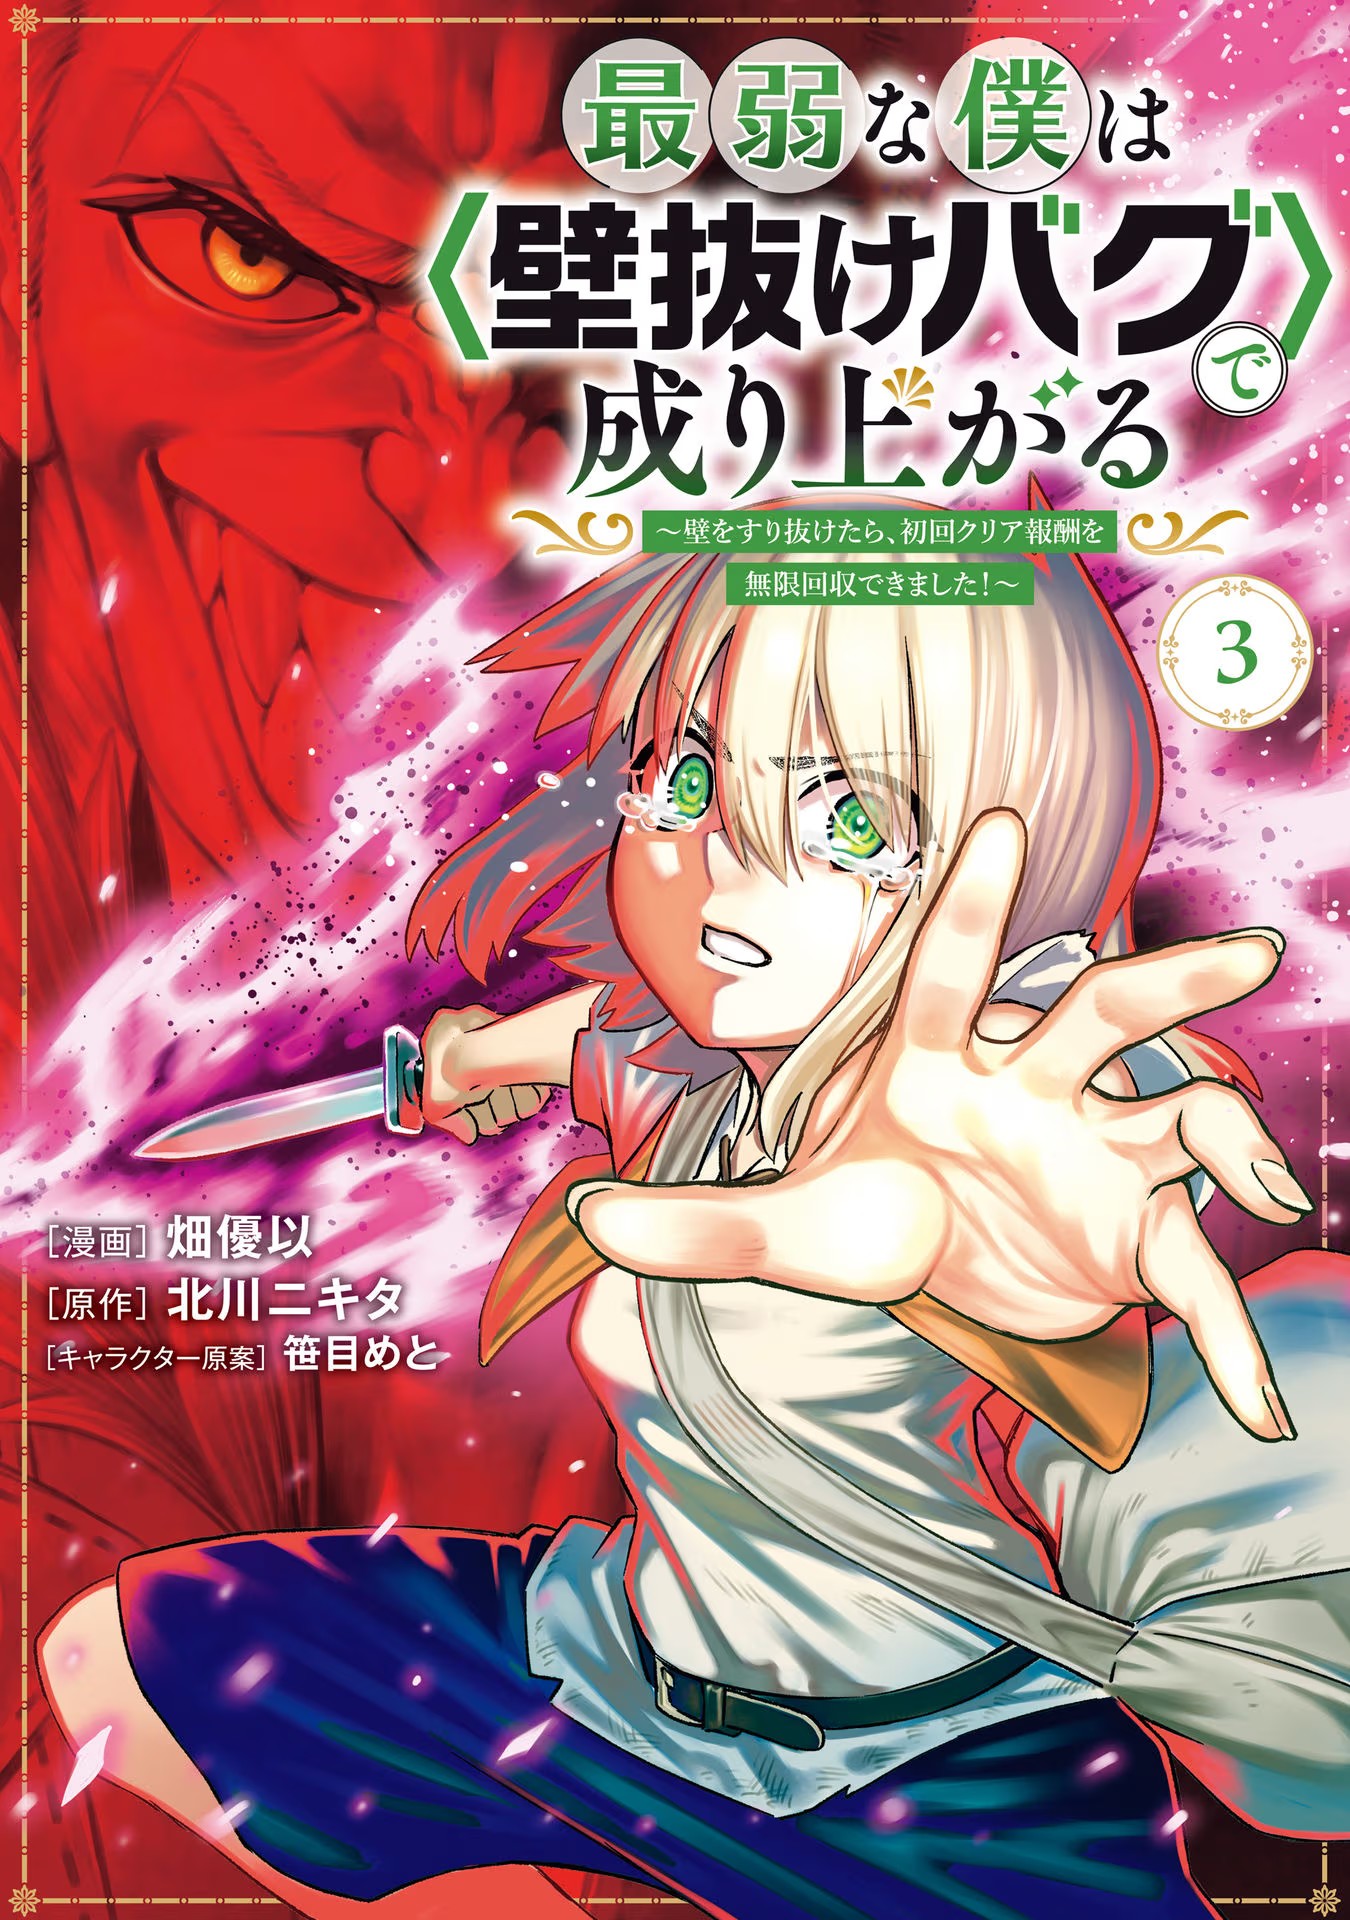 最弱な僕は
〈壁抜けバグ〉で
成り上がる
～壁をすり抜けたら、初回クリア報酬を
無限回収できました！～
3
［漫画］畑優以
［原作］北川ニキタ
［キャラクター原案］笹目めと